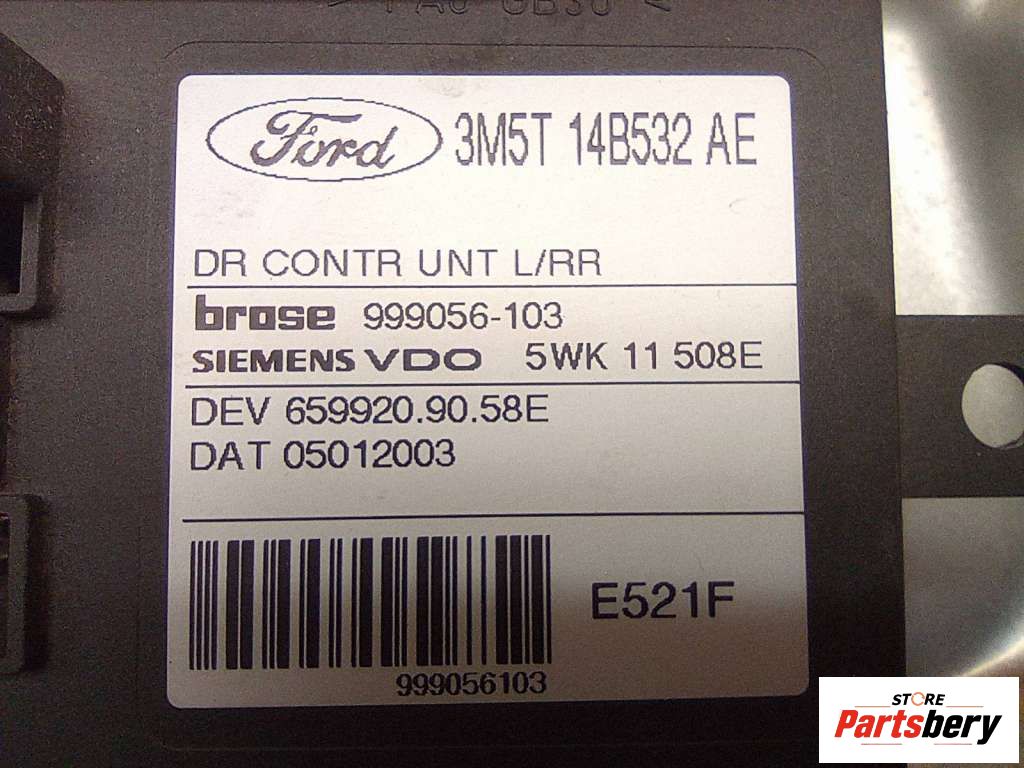 Ford 3M5T 14B532 AE
DR CONTR UNT L/RR
brose 999056-103
SIEMENS VDO 5WK 11 508E
DEV 659920.90.58E
DAT 05012003
E521F
999056103
STORE
Partsbery